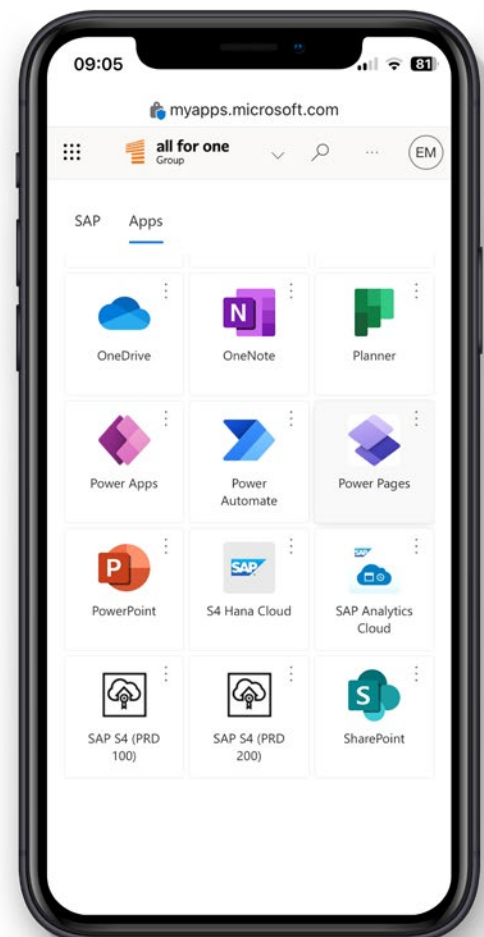 09:05
81
myapps.microsoft.com
all for one
Group
EM
SAP Apps
OneDrive
N
OneNote
Planner
Power Apps
Power
Automate
Power Pages
P
PowerPoint
SAP
S4 Hana Cloud
SAP
SAP Analytics
Cloud
SAP S4 (PRD
100)
SAP S4 (PRD
200)
S
SharePoint